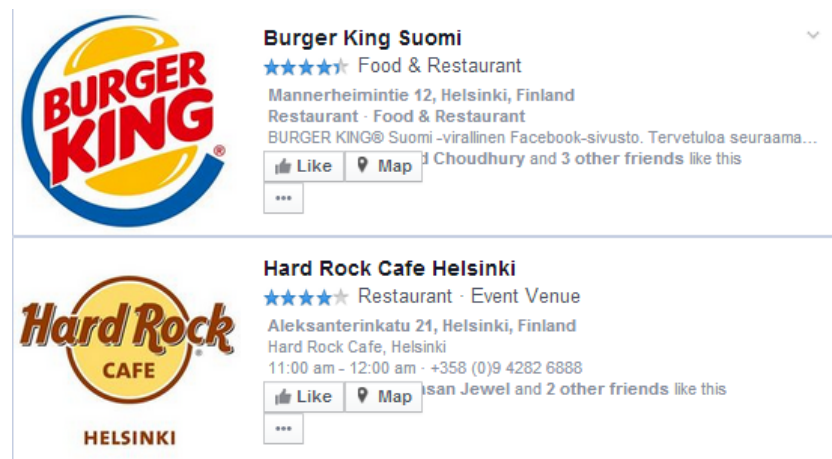 BURGER
KING
®
Burger King Suomi
Food & Restaurant
Mannerheimintie 12, Helsinki, Finland
Restaurant · Food & Restaurant
BURGER KING® Suomi -virallinen Facebook-sivusto. Tervetuloa seuraama...
Choudhury and 3 other friends like this
Like Map
...
Hard Rock
®
CAFE
HELSINKI
Hard Rock Cafe Helsinki
Restaurant · Event Venue
Aleksanterinkatu 21, Helsinki, Finland
Hard Rock Cafe, Helsinki
11:00 am - 12:00 am · +358 (0)9 4282 6888
Jewel and 2 other friends like this
Like Map
...